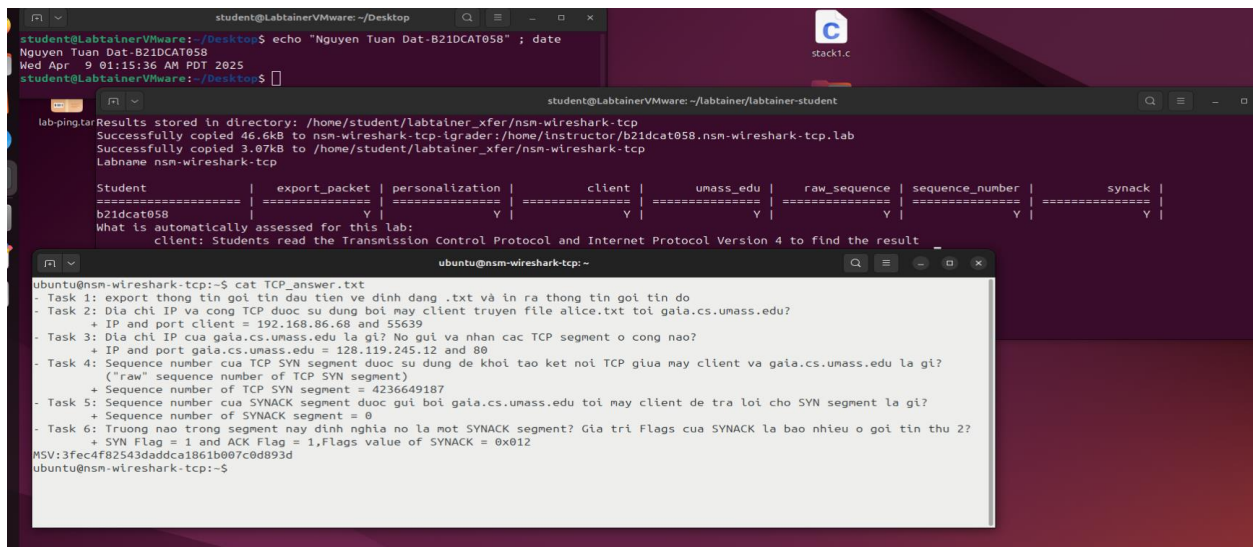 student@LabtainerVMware: ~/Desktop
student@LabtainerVMware:~/Desktop$ echo "Nguyen Tuan Dat-B21DCAT058" ; date
Nguyen Tuan Dat-B21DCAT058
Wed Apr  9 01:15:36 AM PDT 2025
student@LabtainerVMware:~/Desktop$
stack1.c
lab-ping.tar
student@LabtainerVMware: ~/labtainer/labtainer-student
Results stored in directory: /home/student/labtainer_xfer/nsm-wireshark-tcp
Successfully copied 46.6kB to nsm-wireshark-tcp-igrader:/home/instructor/b21dcat058.nsm-wireshark-tcp.lab
Successfully copied 3.07kB to /home/student/labtainer_xfer/nsm-wireshark-tcp
Labname nsm-wireshark-tcp
Student | export_packet | personalization | client | umass_edu | raw_sequence | sequence_number | synack |
==================== | =============== | =============== | =============== | =============== | =============== | =============== | =============== |
b21dcat058 | Y | Y | Y | Y | Y | Y | Y |
What is automatically assessed for this lab:
client: Students read the Transmission Control Protocol and Internet Protocol Version 4 to find the result
ubuntu@nsm-wireshark-tcp: ~
ubuntu@nsm-wireshark-tcp:~$ cat TCP_answer.txt
- Task 1: export thong tin goi tin dau tien ve dinh dang .txt và in ra thong tin goi tin do
- Task 2: Dia chi IP va cong TCP duoc su dung boi may client truyen file alice.txt toi gaia.cs.umass.edu?
+ IP and port client = 192.168.86.68 and 55639
- Task 3: Dia chi IP cua gaia.cs.umass.edu la gi? No gui va nhan cac TCP segment o cong nao?
+ IP and port gaia.cs.umass.edu = 128.119.245.12 and 80
- Task 4: Sequence number cua TCP SYN segment duoc su dung de khoi tao ket noi TCP giua may client va gaia.cs.umass.edu la gi?
("raw" sequence number of TCP SYN segment)
+ Sequence number of TCP SYN segment = 4236649187
- Task 5: Sequence number cua SYNACK segment duoc gui boi gaia.cs.umass.edu toi may client de tra loi cho SYN segment la gi?
+ Sequence number of SYNACK segment = 0
- Task 6: Truong nao trong segment nay dinh nghia no la mot SYNACK segment? Gia tri Flags cua SYNACK la bao nhieu o goi tin thu 2?
+ SYN Flag = 1 and ACK Flag = 1,Flags value of SYNACK = 0x012
MSV:3fec4f82543daddca1861b007c0d893d
ubuntu@nsm-wireshark-tcp:~$